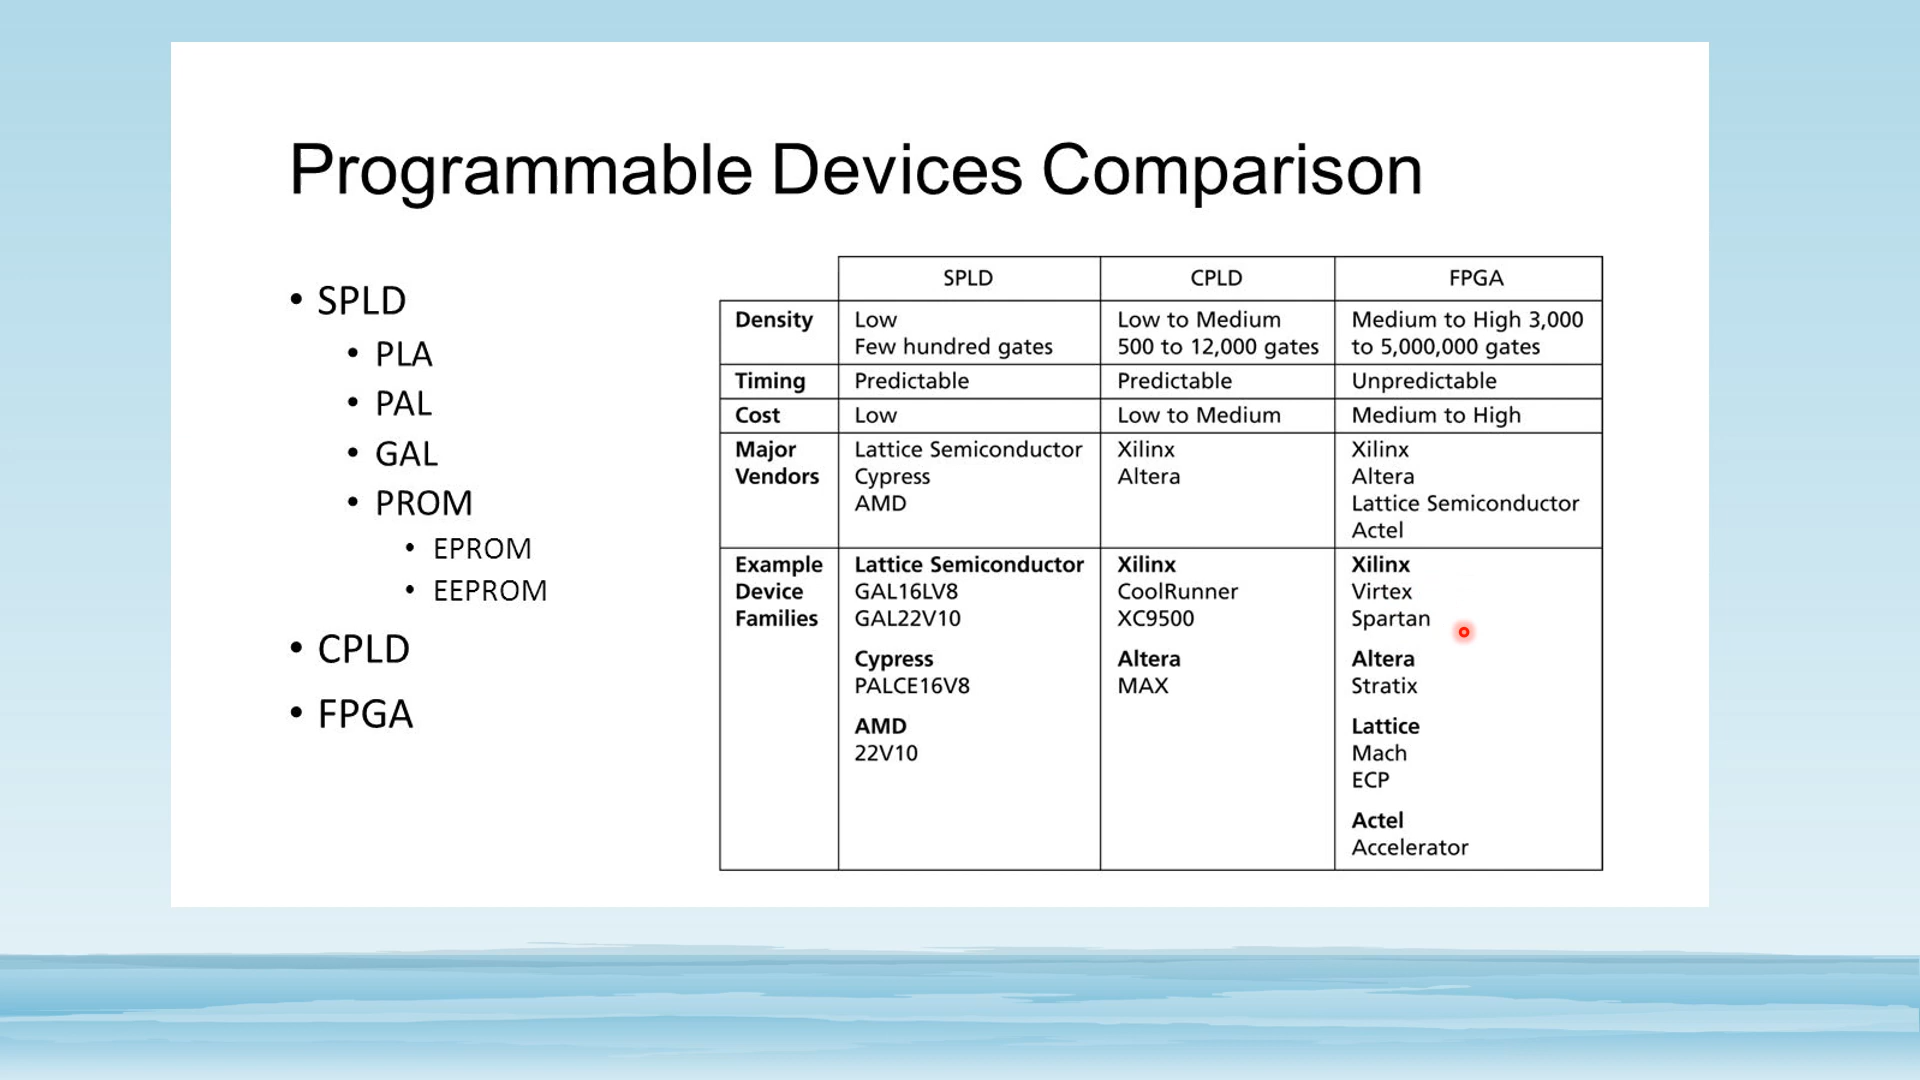 Programmable Devices Comparison
• SPLD
• PLA
• PAL
• GAL
• PROM
• EPROM
• EEPROM
• CPLD
• FPGA
SPLD CPLD FPGA
Density
Low
Few hundred gates
Low to Medium
500 to 12,000 gates
Medium to High 3,000
to 5,000,000 gates
Timing Predictable Predictable Unpredictable
Cost Low Low to Medium Medium to High
Major
Vendors
Lattice Semiconductor
Cypress
AMD
Xilinx
Altera
Xilinx
Altera
Lattice Semiconductor
Actel
Example
Device
Families
Lattice Semiconductor
GAL16LV8
GAL22V10
Cypress
PALCE16V8
AMD
22V10
Xilinx
CoolRunner
XC9500
Altera
MAX
Xilinx
Virtex
Spartan
Altera
Stratix
Lattice
Mach
ECP
Actel
Accelerator